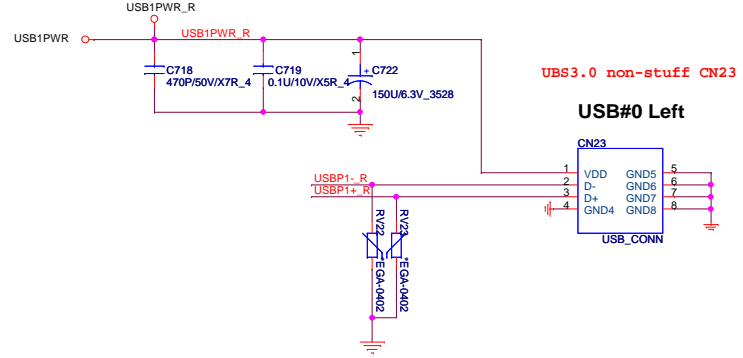 USB1PWR_R
USB1PWR
USB1PWR_R
C718
470P/50V/X7R_4
C719
0.1U/10V/X5R_4
1
+
C722
2
150U/6.3V_3528
UBS3.0 non-stuff CN23
USB#0 Left
CN23
1 VDD GND5 5
2 D- GND6 6
3 D+ GND7 7
4 GND4 GND8 8
USB_CONN
USBP1-_R
USBP1+_R
RV22
*EGA-0402
RV23
*EGA-0402